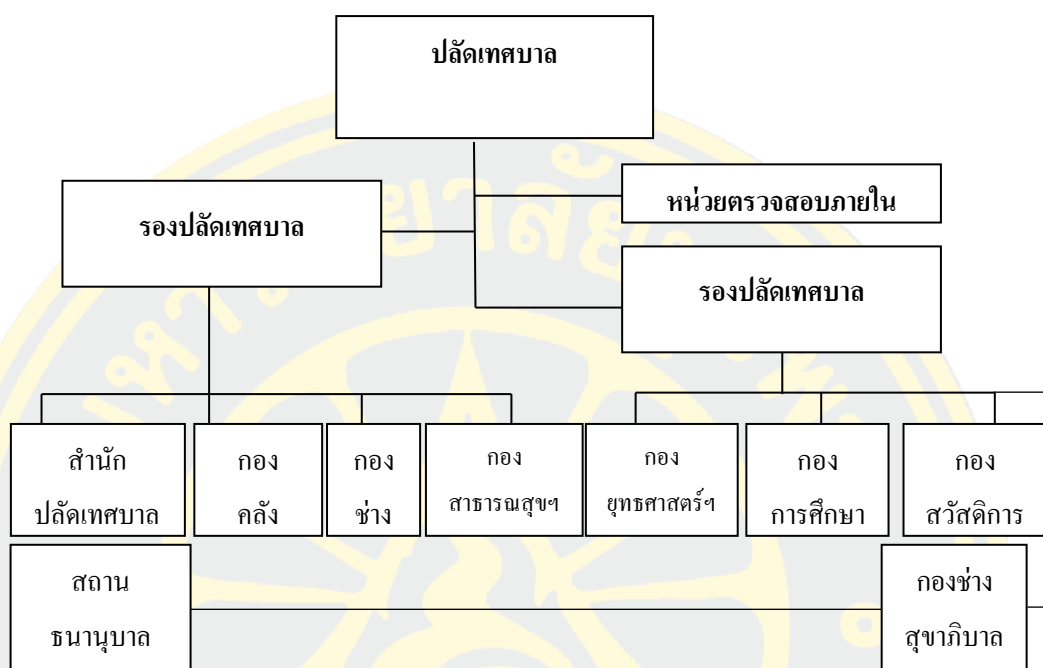 ปลัดเทศบาล
หน่วยตรวจสอบภายใน
รองปลัดเทศบาล
รองปลัดเทศบาล
สำนัก
ปลัดเทศบาล
กอง
คลัง
กอง
ช่าง
กอง
สาธารณสุขฯ
กอง
ยุทธศาสตร์ฯ
กอง
การศึกษา
กอง
สวัสดิการ
สถาน
ธนานุบาล
กองช่าง
สุขาภิบาล